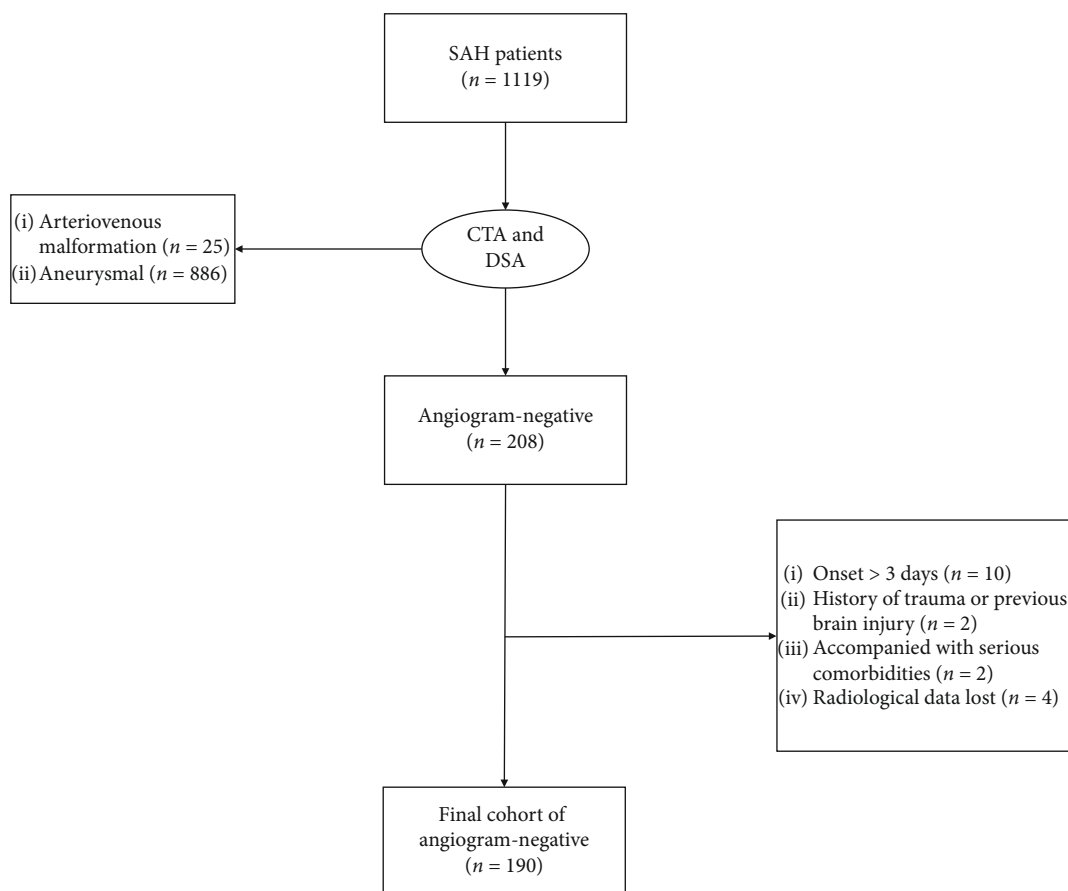 SAH patients
(n = 1119)
(i) Arteriovenous
malformation (n = 25)
(ii) Aneurysmal (n = 886)
CTA and
DSA
Angiogram-negative
(n = 208)
(i) Onset > 3 days (n = 10)
(ii) History of trauma or previous
brain injury (n = 2)
(iii) Accompanied with serious
comorbidities (n = 2)
(iv) Radiological data lost (n = 4)
Final cohort of
angiogram-negative
(n = 190)